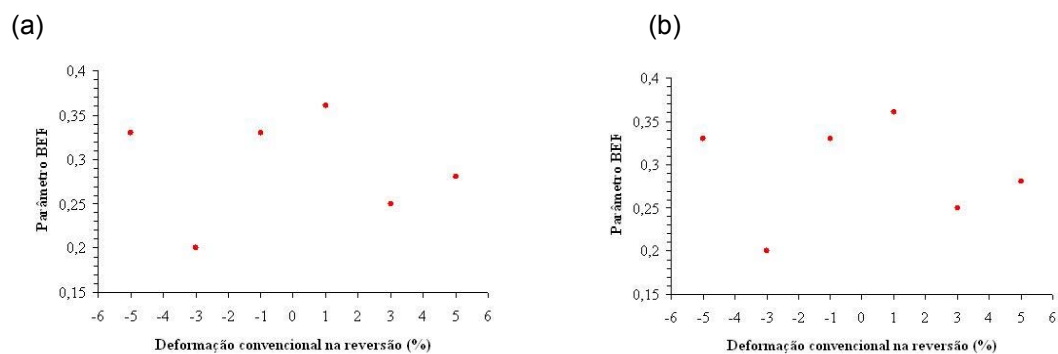 (a)
(b)
0,4
0,35
0,3
0,25
0,2
0,15
Parâmetro BEF
-6 -5 -4 -3 -2 -1 0 1 2 3 4 5 6
Deformação convencional na reversão (%)
0,4
0,35
0,3
0,25
0,2
0,15
Parâmetro BEF
-6 -5 -4 -3 -2 -1 0 1 2 3 4 5 6
Deformação convencional na reversão (%)